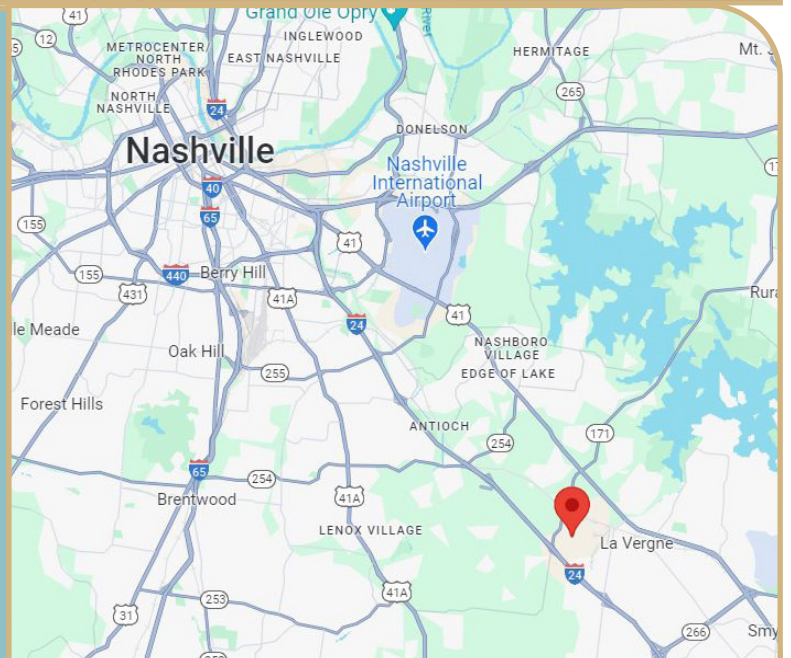 41
Grand Ole Opry
River
INGLEWOOD
12
METROCENTER/
NORTH
RHODES PARK
EAST NASHVILLE
HERMITAGE
Mt.
265
NORTH
NASHVILLE
24
DONELSON
Nashville
Nashville
International
Airport
40
65
155
41
155
440
Berry Hill
431
41A
Rura
le Meade
24
41
Oak Hill
NASHBORO
VILLAGE
255
EDGE OF LAKE
Forest Hills
ANTIOCH
171
254
65
254
Brentwood
41A
LENOX VILLAGE
La Vergne
24
41A
253
31
266
Smy